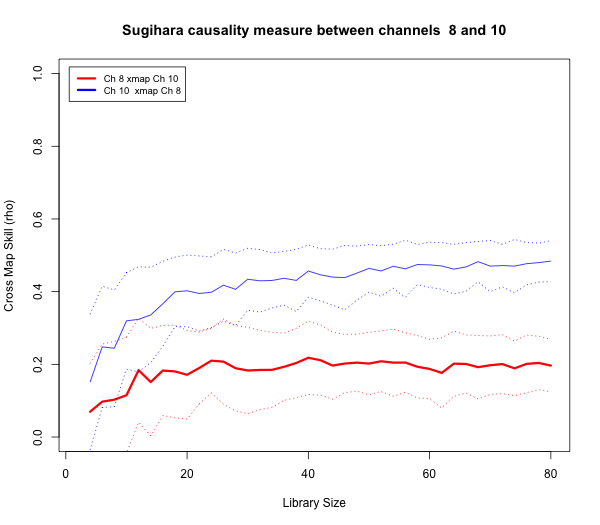 Sugihara causality measure between channels  8 and 10
Ch 8 xmap Ch 10
Ch 10  xmap Ch 8
Cross Map Skill (rho)
1.0
0.8
0.6
0.4
0.2
0.0
0 20 40 60 80
Library Size